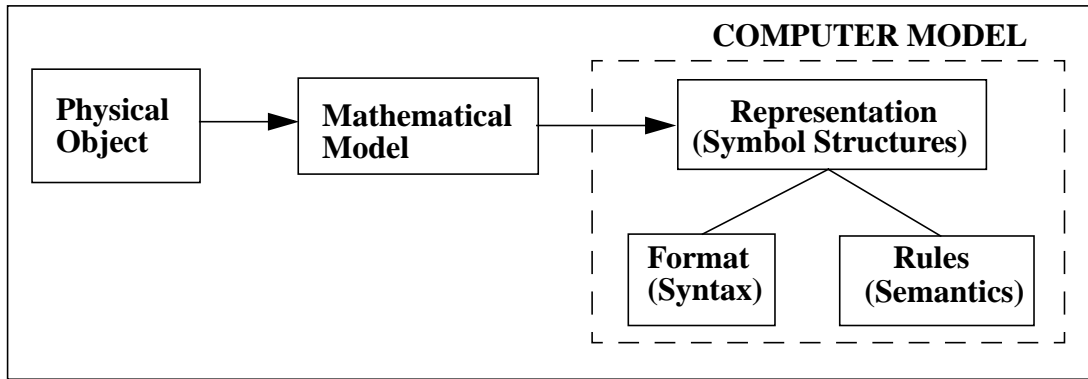 COMPUTER MODEL
Physical
Object
Mathematical
Model
Representation
(Symbol Structures)
Format
(Syntax)
Rules
(Semantics)